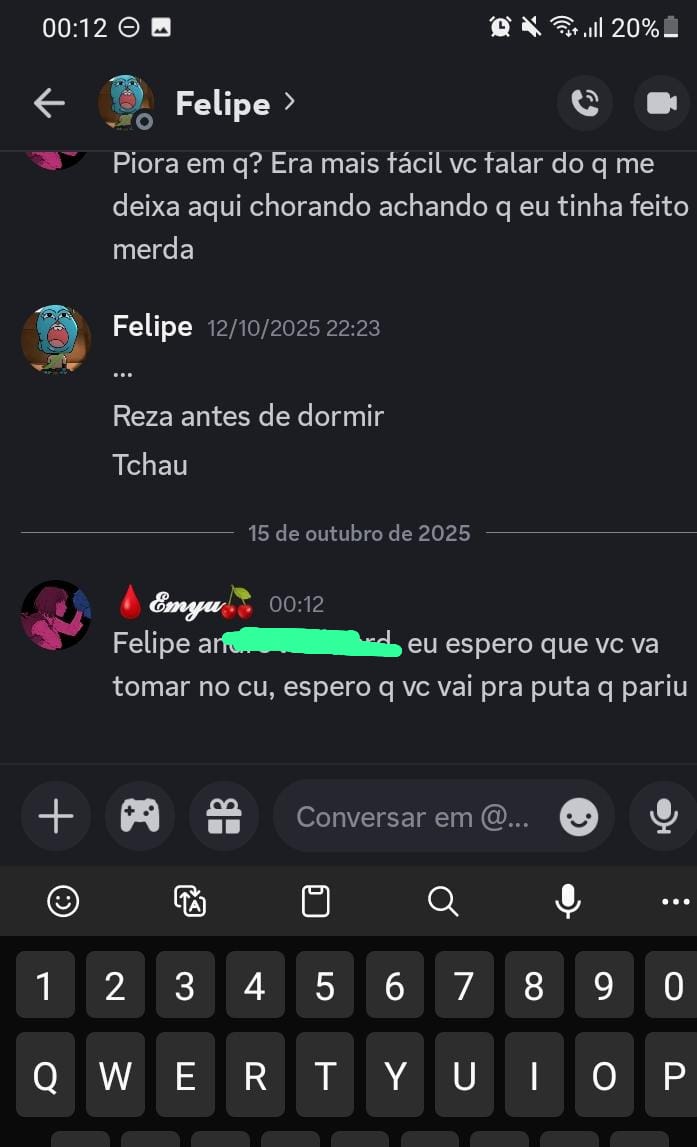 00:12 20%
Felipe
Piora em q? Era mais fácil vc falar do q me
deixa aqui chorando achando q eu tinha feito
merda
Felipe 12/10/2025 22:23
...
Reza antes de dormir
Tchau
15 de outubro de 2025
🩸 𝓔𝓶𝔂𝓾🍒 00:12
Felipe eu espero que vc va
tomar no cu, espero q vc vai pra puta q pariu
Conversar em @...
1 2 3 4 5 6 7 8 9 0
Q W E R T Y U I O P